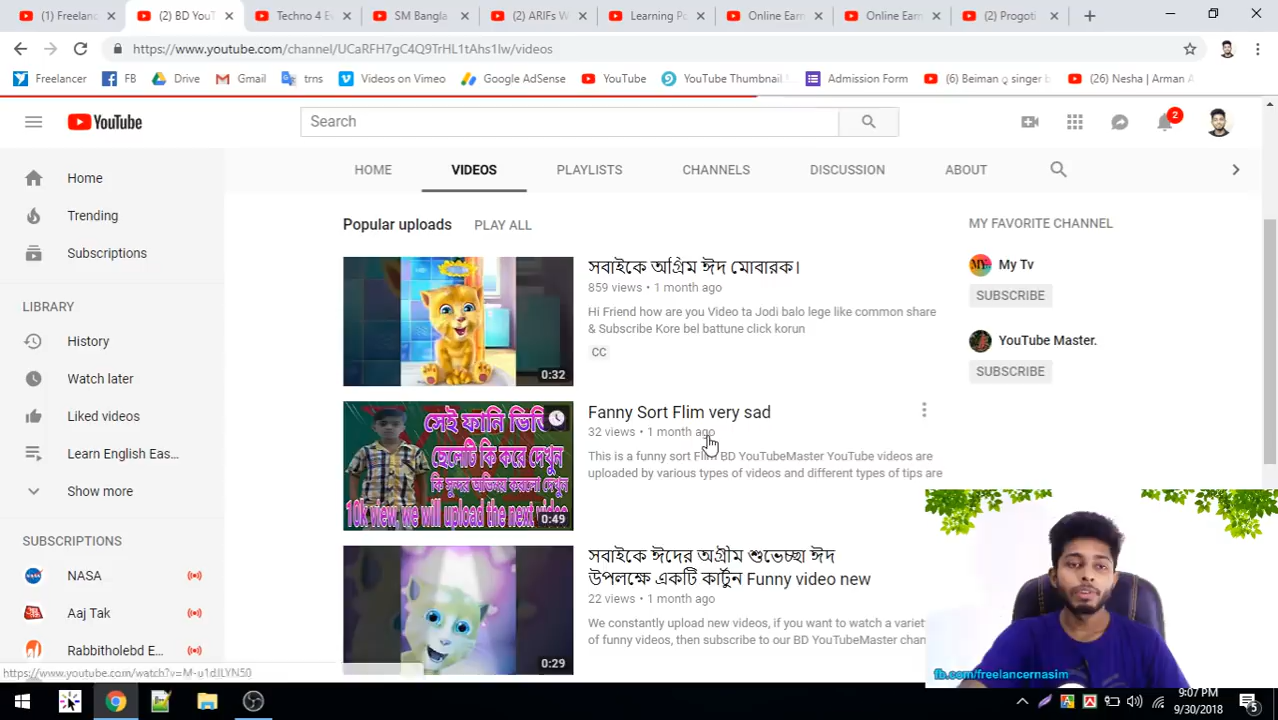 (1) Freelanc
(2) BD YouT
Techno 4 E
SM Bangla
(2) ARIFs W
Learning Po
Online Earn
Online Earn
(2) Progoti
https://www.youtube.com/channel/UCaRFH7gC4Q9TrHL1tAhs1Iw/videos
Freelancer
FB
Drive
Gmail
trns
Videos on Vimeo
Google AdSense
YouTube
YouTube Thumbnail
Admission Form
(6) Beiman q singer b
(26) Nesha | Arman A
YouTube
Search
2
HOME
VIDEOS
PLAYLISTS
CHANNELS
DISCUSSION
ABOUT
Home
Trending
Subscriptions
LIBRARY
History
Watch later
Liked videos
Learn English Eas...
Show more
SUBSCRIPTIONS
NASA
Aaj Tak
Rabbitholebd E...
Popular uploads
PLAY ALL
0:32
সবাইকে অগ্রিম ঈদ মোবারক।
859 views • 1 month ago
Hi Friend how are you Video ta Jodi balo lege like common share
& Subscribe Kore bel battune click korun
CC
সেই ফানি ভিডি
ছেলেটি কি করে দেখুন
কি সুন্দর অভিনয় করলো দেখুন
10k view, we will upload the next video
0:49
Fanny Sort Flim very sad
32 views • 1 month ago
This is a funny sort Flim BD YouTubeMaster YouTube videos are
uploaded by various types of videos and different types of tips are
0:29
সবাইকে ঈদের অগ্রীম শুভেচ্ছা ঈদ
উপলক্ষে একটি কার্টুন Funny video new
22 views • 1 month ago
We constantly upload new videos, if you want to watch a variet
of funny videos, then subscribe to our BD YouTubeMaster chan
MY FAVORITE CHANNEL
My Tv
SUBSCRIBE
YouTube Master.
SUBSCRIBE
fb.com/freelancernasim
9:07 PM
9/30/2018
5